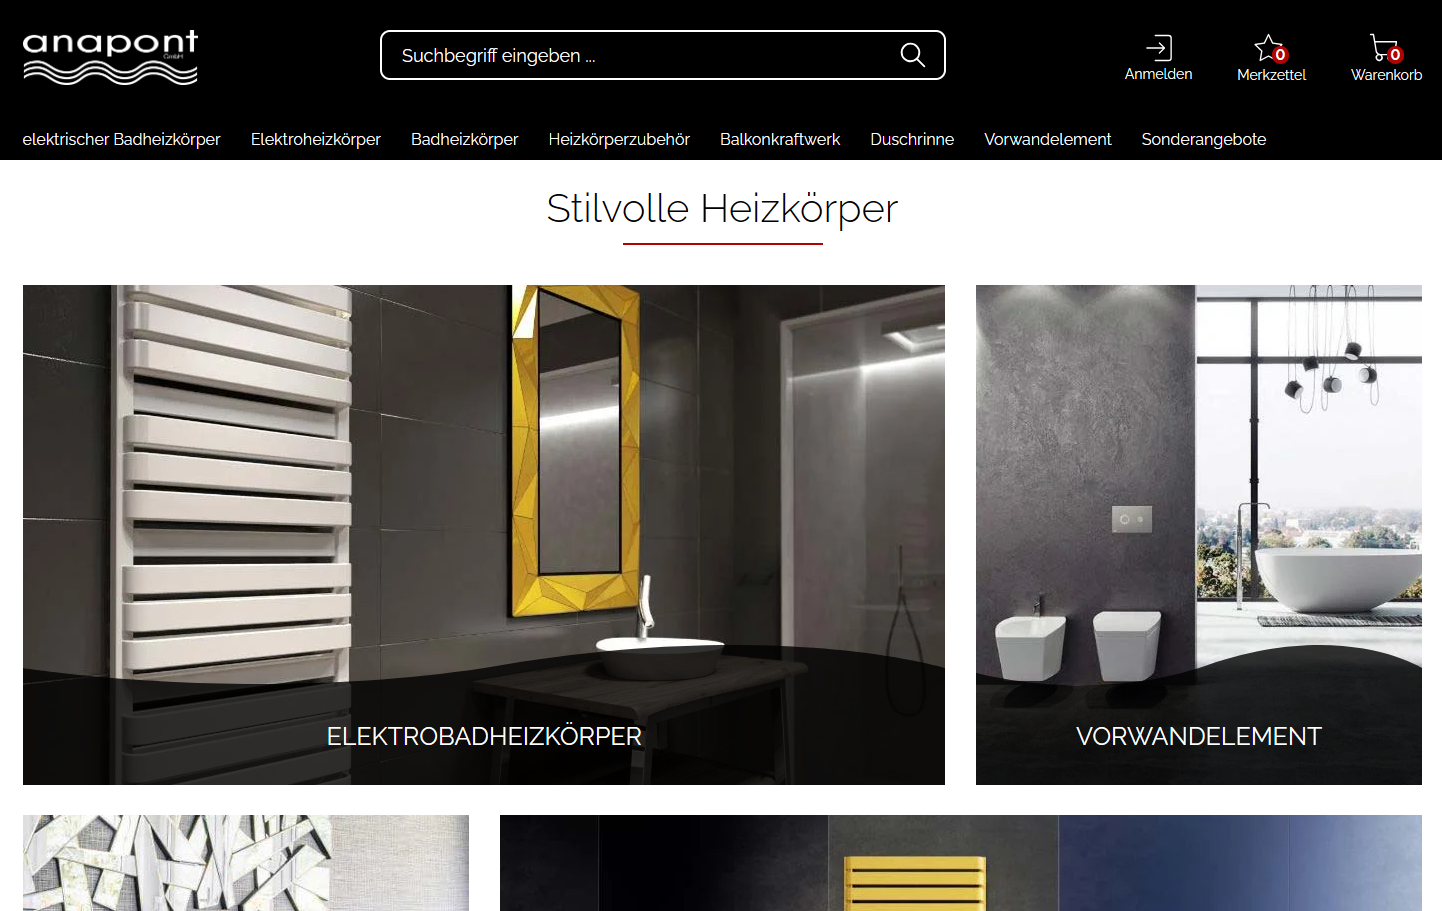 anapont
GmbH
Suchbegriff eingeben ...
Anmelden
0
Merkzettel
0
Warenkorb
elektrischer Badheizkörper Elektroheizkörper Badheizkörper Heizkörperzubehör Balkonkraftwerk Duschrinne Vorwandelement Sonderangebote
Stilvolle Heizkörper
ELEKTROBADHEIZKÖRPER
VORWANDELEMENT